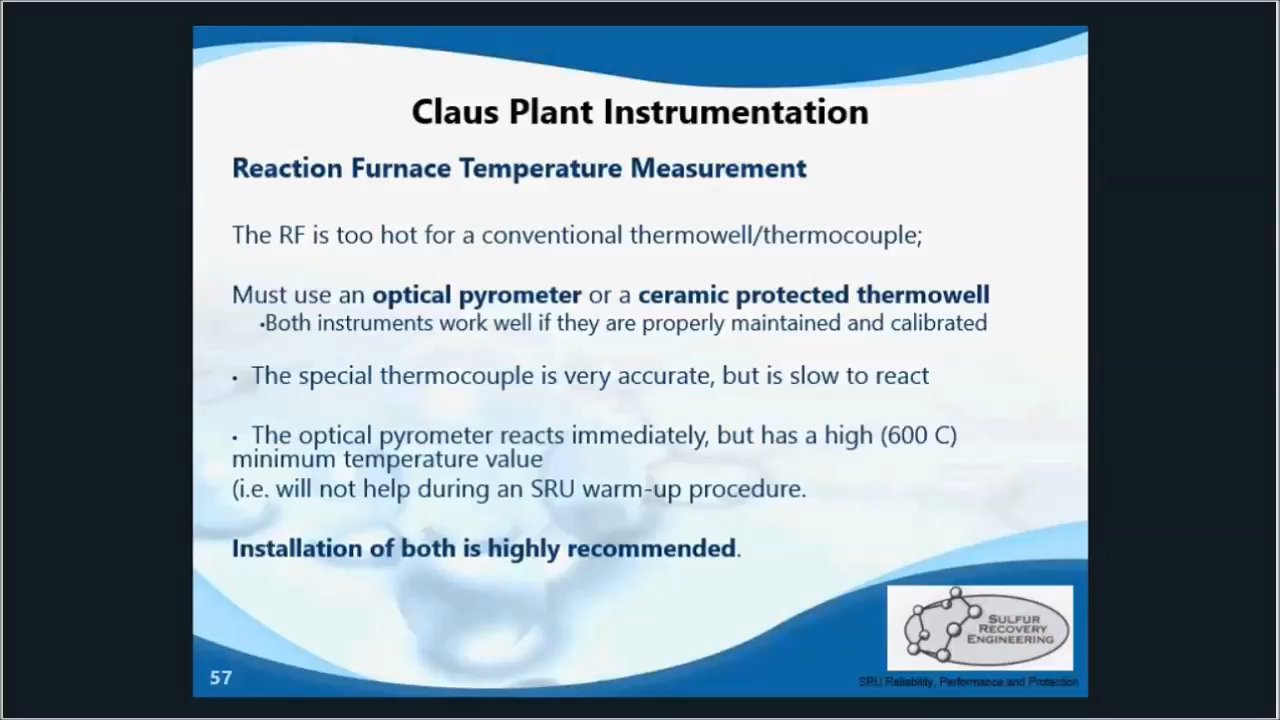 Claus Plant Instrumentation
Reaction Furnace Temperature Measurement
The RF is too hot for a conventional thermowell/thermocouple;
Must use an optical pyrometer or a ceramic protected thermowell
•Both instruments work well if they are properly maintained and calibrated
• The special thermocouple is very accurate, but is slow to react
• The optical pyrometer reacts immediately, but has a high (600 C)
minimum temperature value
(i.e. will not help during an SRU warm-up procedure.
Installation of both is highly recommended.
SULFUR
RECOVERY
ENGINEERING
57
SRU Reliability, Performance and Protection